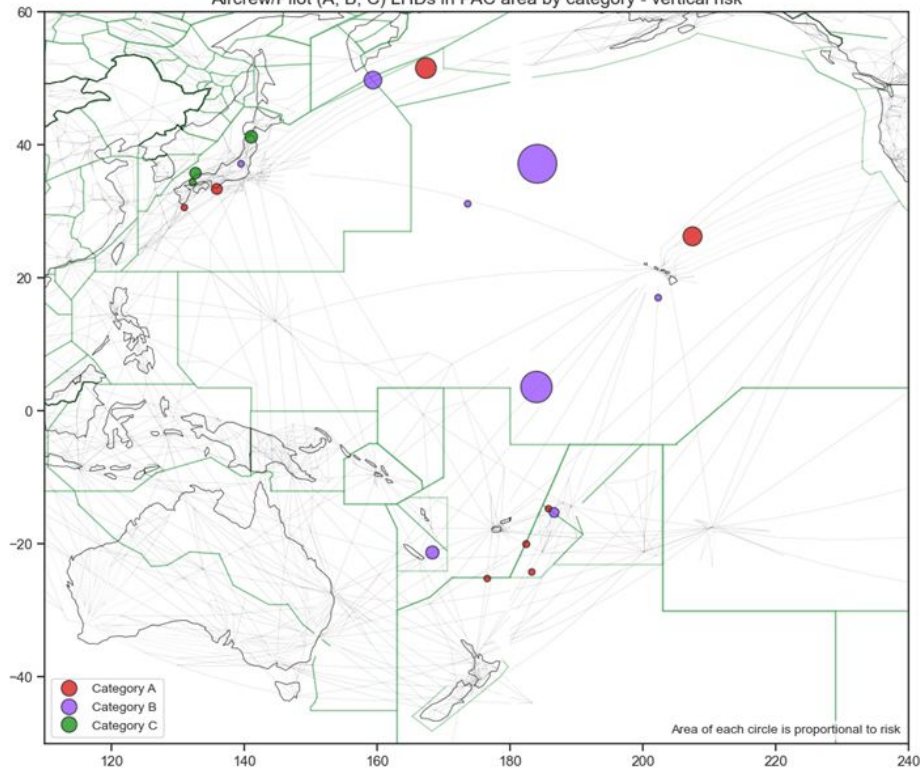 Aircrew/Pilot (A, B, C) LHDs in PAC area by category - vertical risk
60
40
20
0
−20
−40
Category A
Category B
Category C
Area of each circle is proportional to risk
120
140
160
180
200
220
240